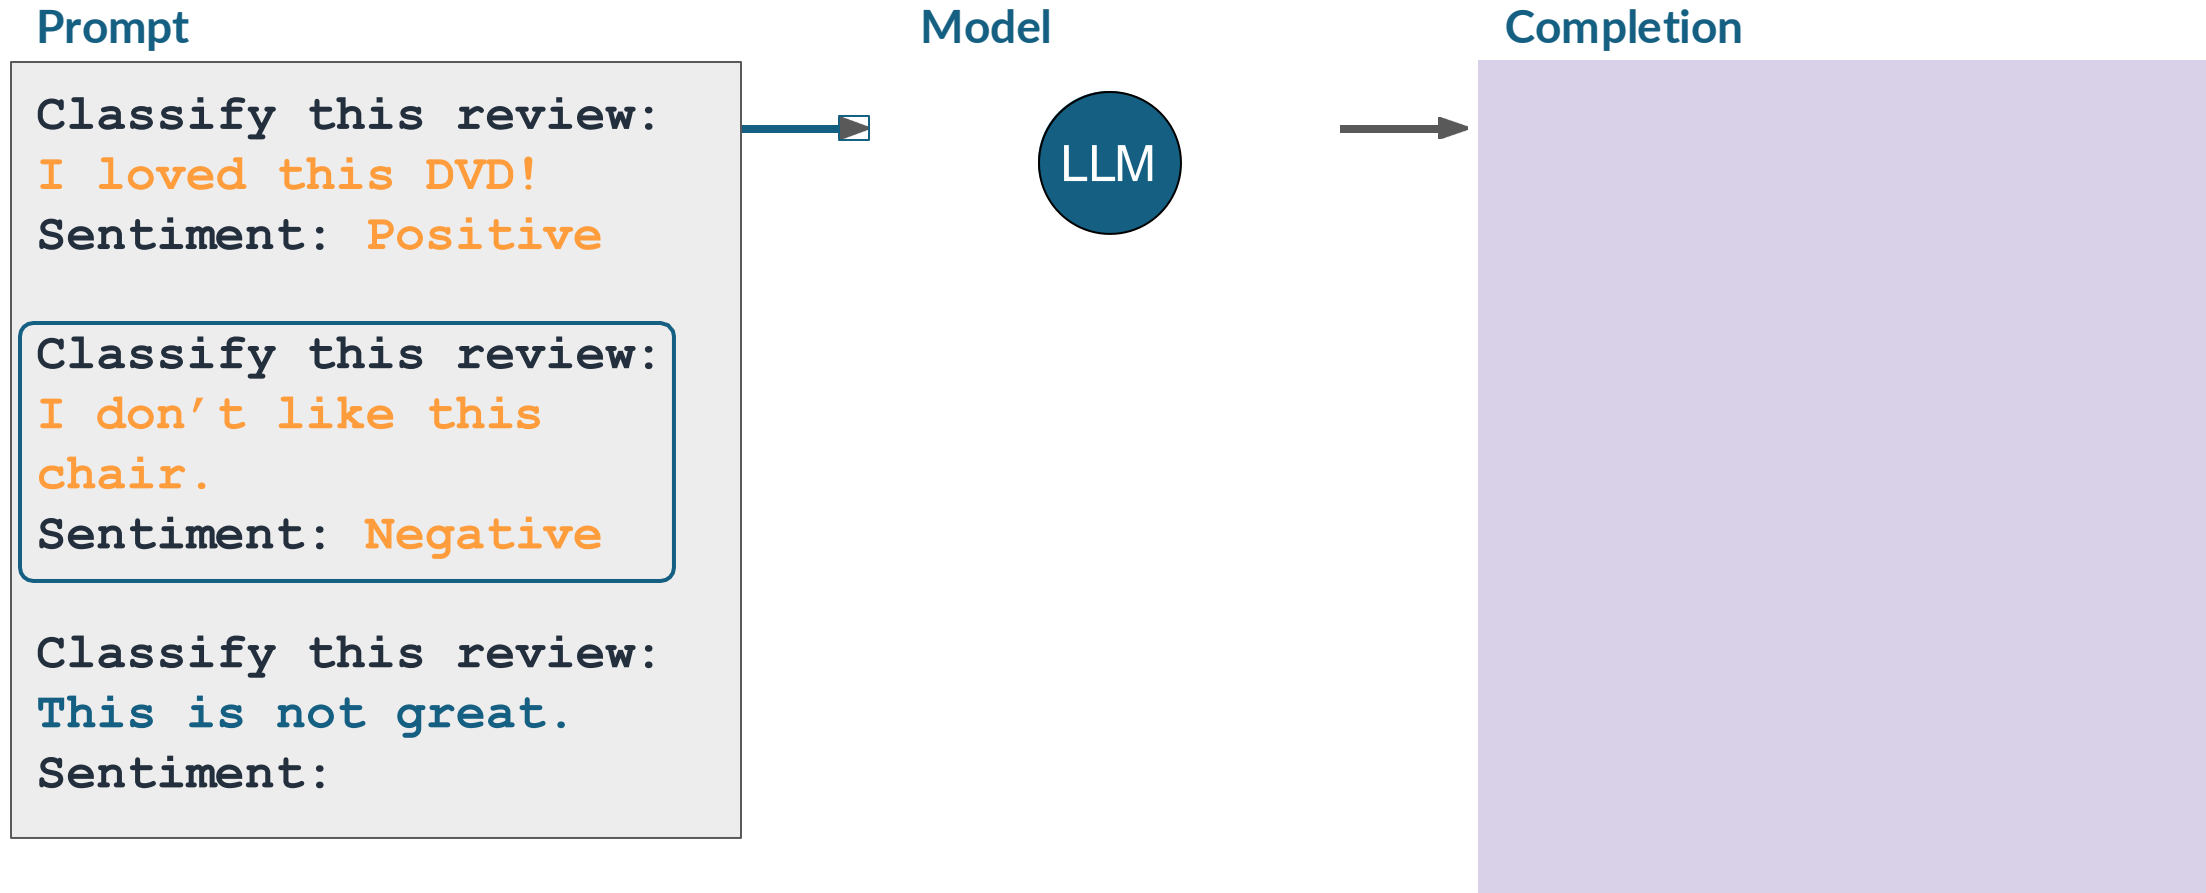 Prompt
Model
Completion
Classify this review:
I loved this DVD!
Sentiment: Positive
Classify this review:
I don’t like this
chair.
Sentiment: Negative
Classify this review:
This is not great.
Sentiment:
LLM